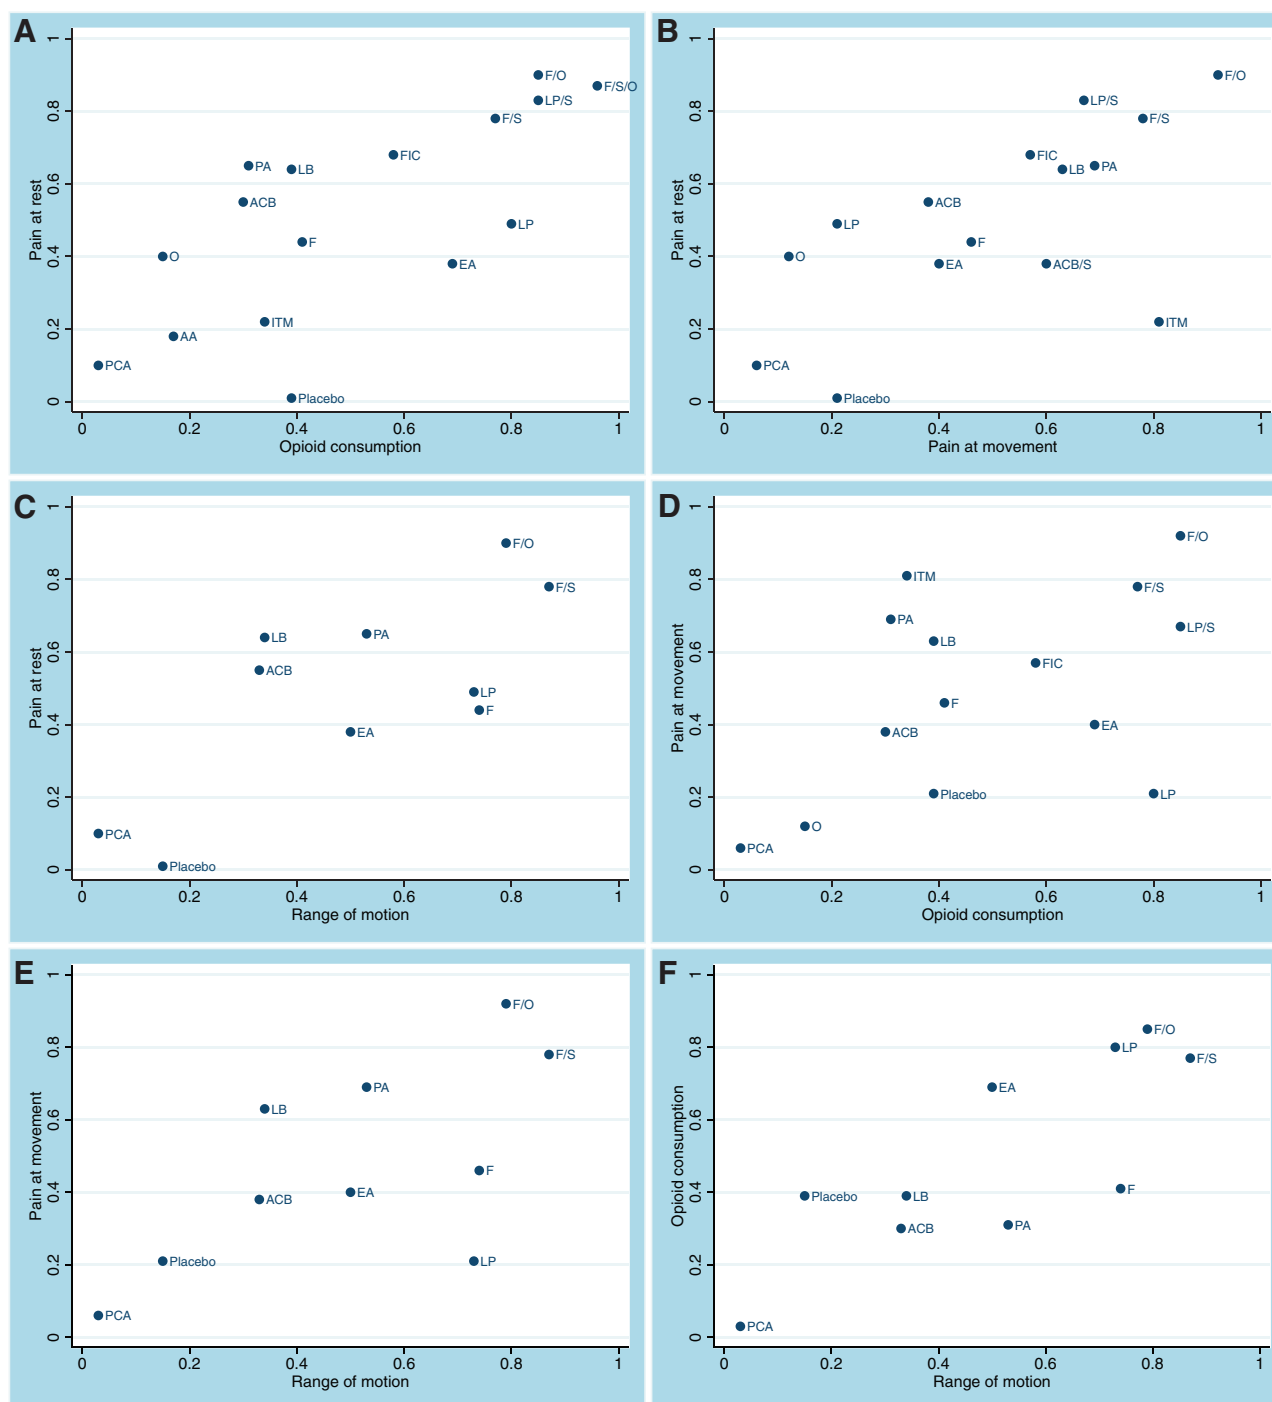 A
1
0.8
0.6
0.4
0.2
0
Pain at rest
F/O
F/S/O
LP/S
F/S
FIC
PA
LB
ACB
LP
F
O
EA
ITM
AA
PCA
Placebo
0 0.2 0.4 0.6 0.8 1
Opioid consumption
B
1
0.8
0.6
0.4
0.2
0
Pain at rest
F/O
LP/S
F/S
FIC
PA
LB
ACB
LP
F
O
EA
ACB/S
ITM
PCA
Placebo
0 0.2 0.4 0.6 0.8 1
Pain at movement
C
1
0.8
0.6
0.4
0.2
0
Pain at rest
F/O
F/S
LB
PA
ACB
LP
F
EA
PCA
Placebo
0 0.2 0.4 0.6 0.8 1
Range of motion
D
1
0.8
0.6
0.4
0.2
0
Pain at movement
F/O
ITM
F/S
PA
LP/S
LB
FIC
F
EA
ACB
Placebo
LP
O
PCA
0 0.2 0.4 0.6 0.8 1
Opioid consumption
E
1
0.8
0.6
0.4
0.2
0
Pain at movement
F/O
F/S
PA
LB
F
EA
ACB
Placebo
LP
PCA
0 0.2 0.4 0.6 0.8 1
Range of motion
F
1
0.8
0.6
0.4
0.2
0
Opioid consumption
F/O
LP
F/S
EA
F
Placebo
LB
PA
ACB
PCA
0 0.2 0.4 0.6 0.8 1
Range of motion